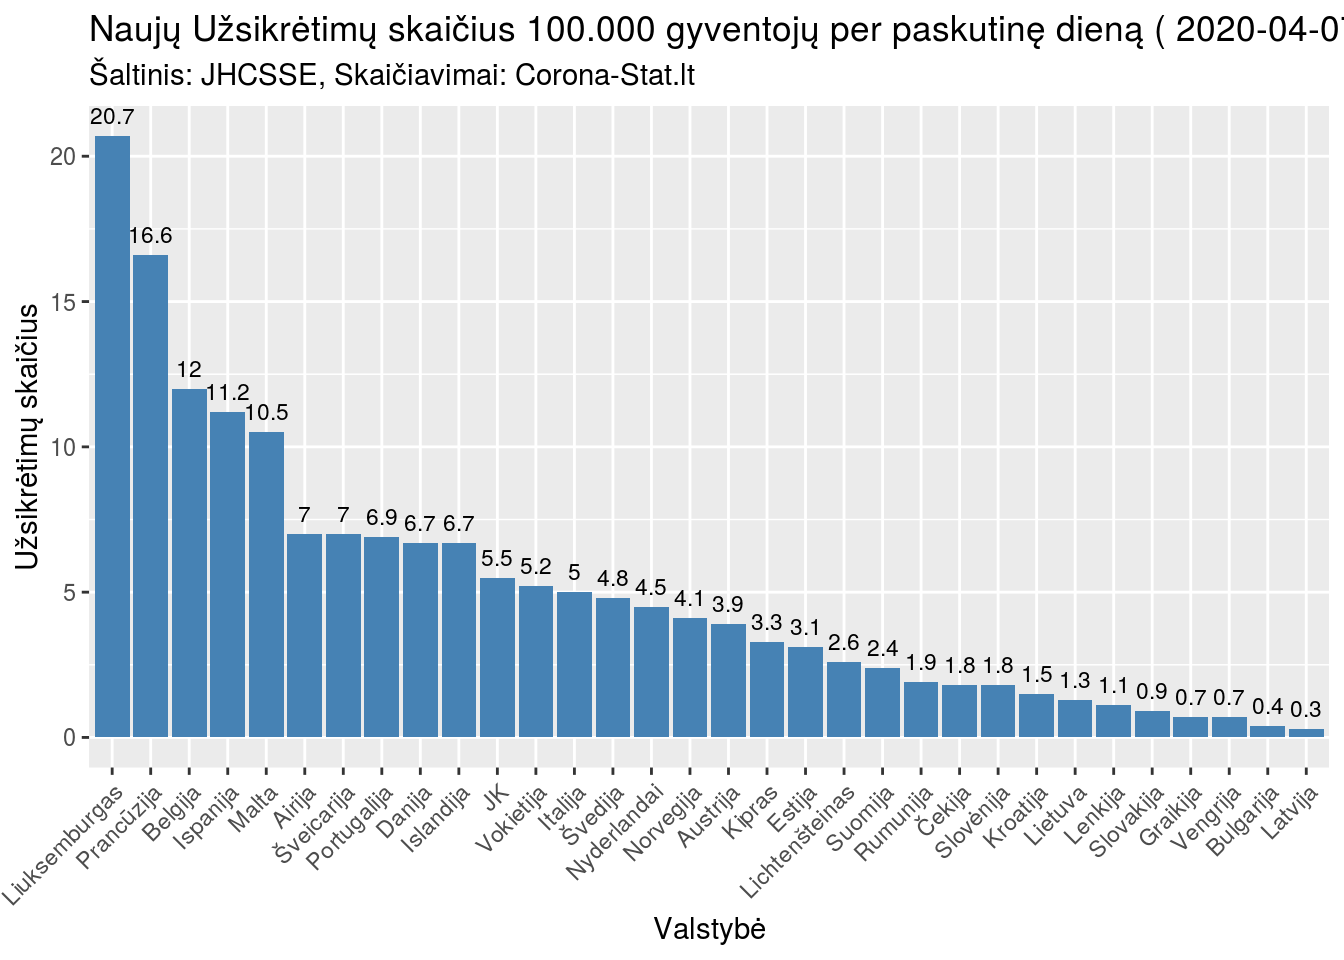 Naujų Užsikrėtimų skaičius 100.000 gyventojų per paskutinę dieną ( 2020-04-07
Šaltinis: JHCSSE, Skaičiavimai: Corona-Stat.lt
Užsikrėtimų skaičius
20
15
10
5
0
20.7
16.6
12
11.2
10.5
7
7
6.9
6.7
6.7
5.5
5.2
5
4.8
4.5
4.1
3.9
3.3
3.1
2.6
2.4
1.9
1.8
1.8
1.5
1.3
1.1
0.9
0.7
0.7
0.4
0.3
Liuksemburgas
Prancūzija
Belgija
Ispanija
Malta
Airija
Šveicarija
Portugalija
Danija
Islandija
JK
Vokietija
Italija
Švedija
Nyderlandai
Norvegija
Austrija
Kipras
Estija
Lichtenšteinas
Suomija
Rumunija
Čekija
Slovėnija
Kroatija
Lietuva
Lenkija
Slovakija
Graikija
Vengrija
Bulgarija
Latvija
Valstybė